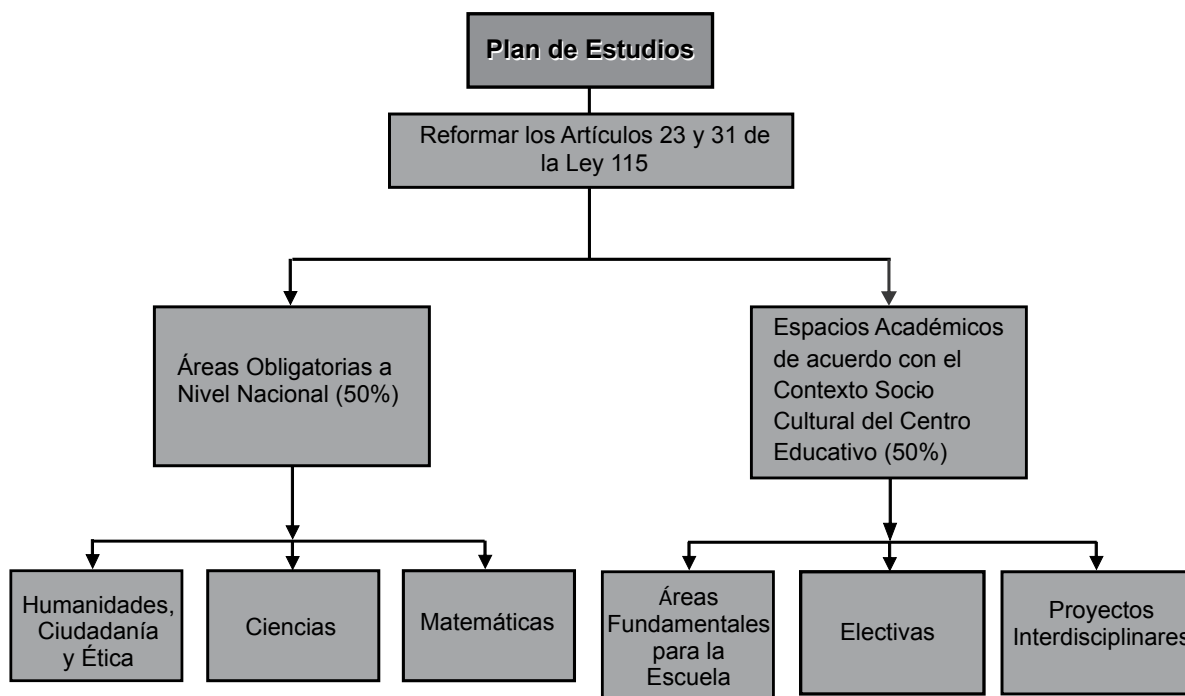 Plan de Estudios
Reformar los Artículos 23 y 31 de
la Ley 115
Áreas Obligatorias a
Nivel Nacional (50%)
Espacios Académicos
de acuerdo con el
Contexto Socio
Cultural del Centro
Educativo (50%)
Humanidades,
Ciudadanía
y Ética
Ciencias
Matemáticas
Áreas
Fundamentales
para la
Escuela
Electivas
Proyectos
Interdisciplinares